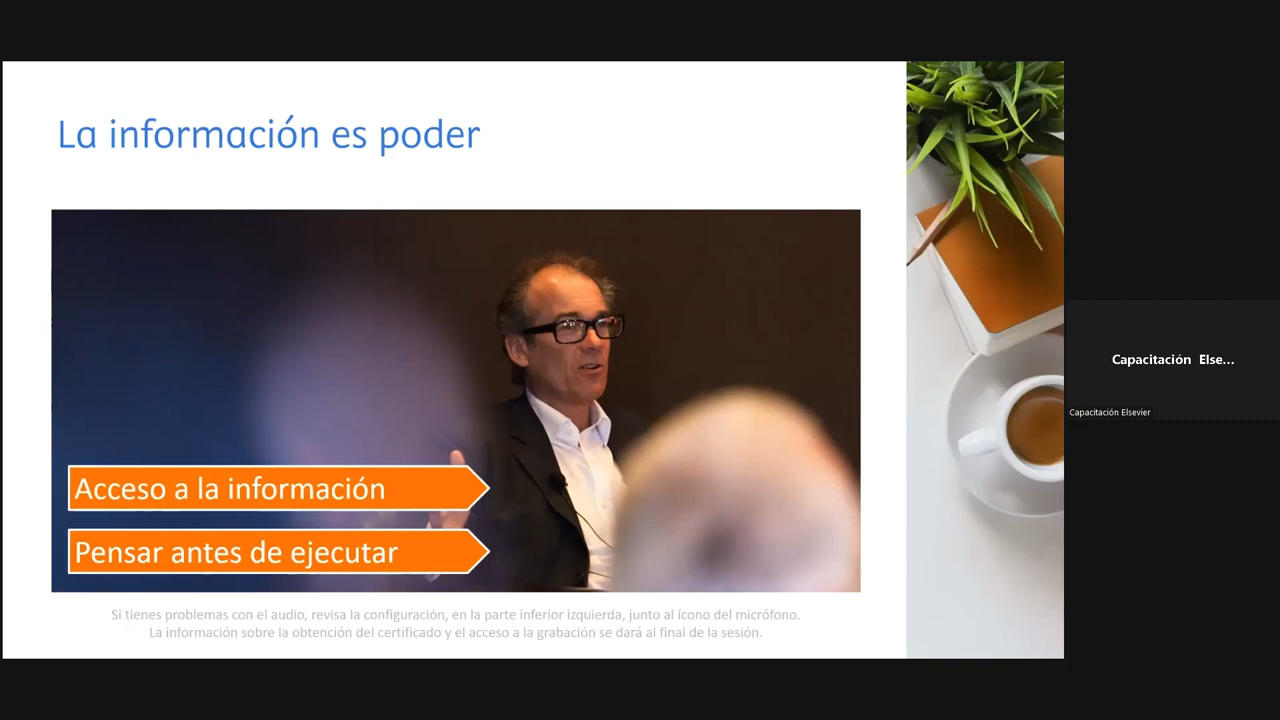 La información es poder
Acceso a la información
Pensar antes de ejecutar
Si tienes problemas con el audio, revisa la configuración, en la parte inferior izquierda, junto al ícono del micrófono.
La información sobre la obtención del certificado y el acceso a la grabación se dará al final de la sesión.
Capacitación Else...
Capacitación Elsevier